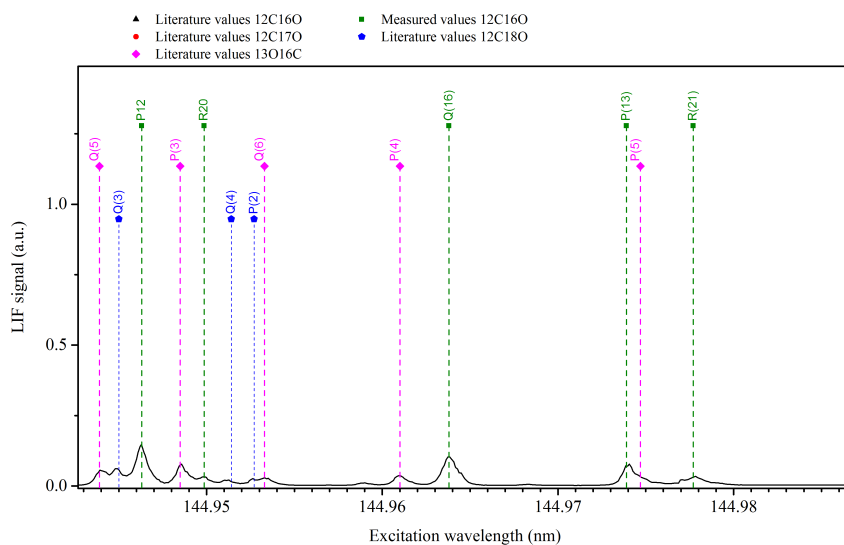 Literature values 12C16O
Measured values 12C16O
Literature values 12C17O
Literature values 12C18O
Literature values 13O16C
P12
R20
Q(16)
P(13)
R(21)
Q(5)
P(3)
Q(6)
P(4)
P(5)
Q(3)
Q(4)
P(2)
1.0
0.5
0.0
LIF signal (a.u.)
144.95
144.96
144.97
144.98
Excitation wavelength (nm)